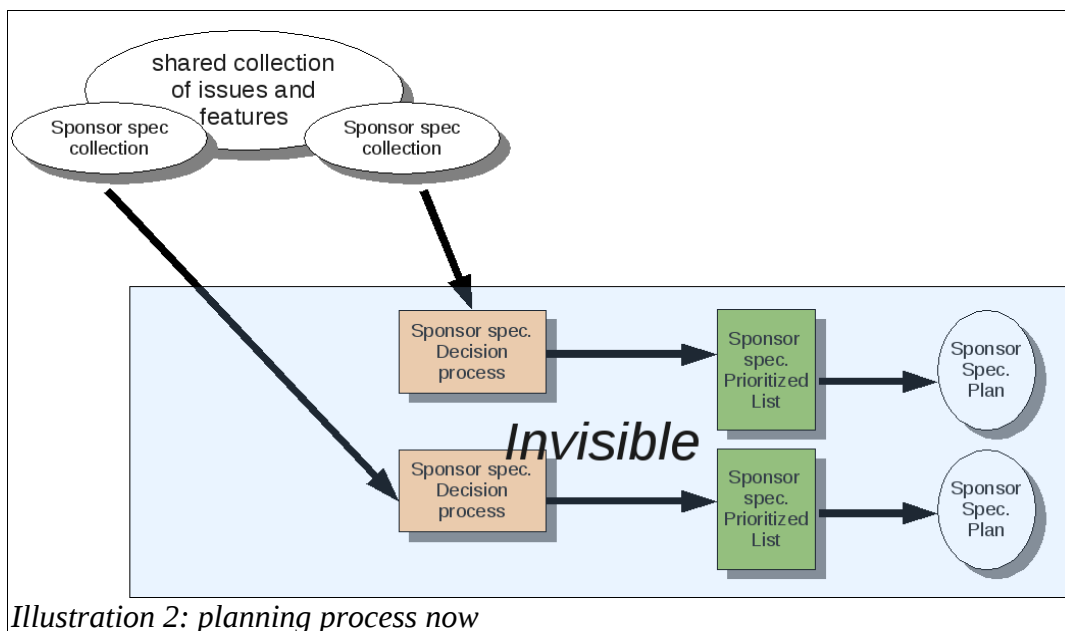 shared collection
of issues and
features
Sponsor spec
collection
Sponsor spec
collection
Sponsor spec.
Decision
process
Sponsor
spec.
Prioritized
List
Sponsor
Spec.
Plan
Invisible
Sponsor spec.
Decision
process
Sponsor
spec.
Prioritized
List
Sponsor
Spec.
Plan
Illustration 2: planning process now